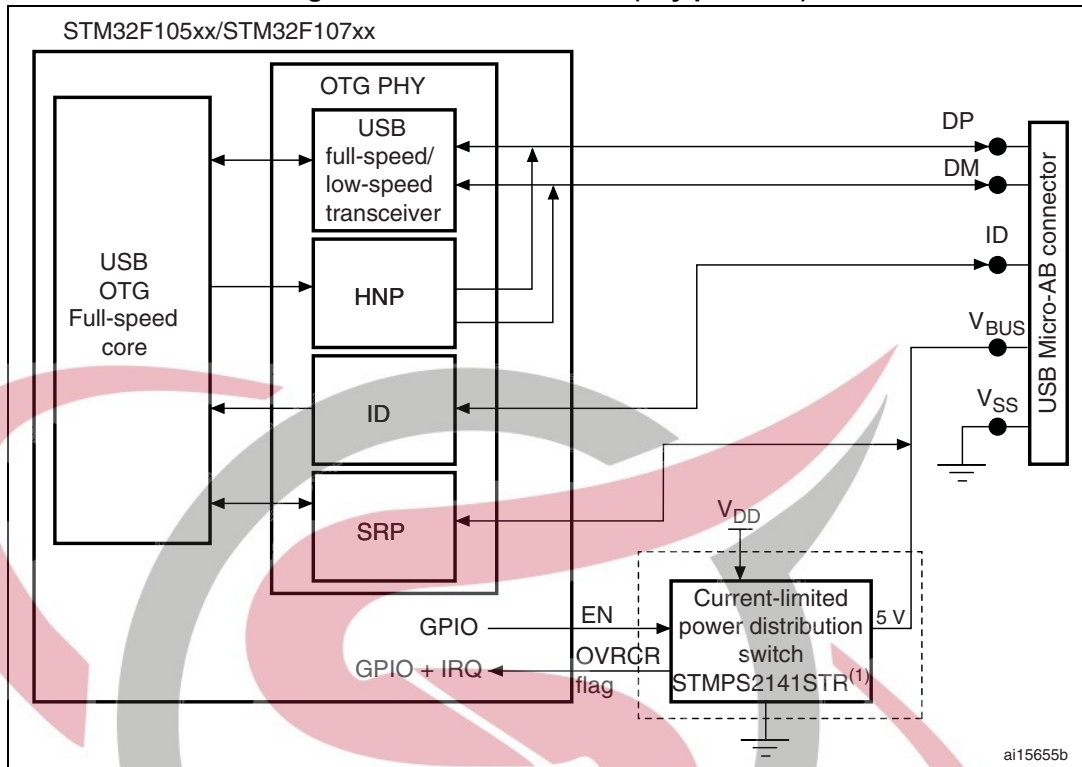 STM32F105xx/STM32F107xx
OTG PHY
USB
full-speed/
low-speed
transceiver
HNP
ID
SRP
USB
OTG
Full-speed
core
DP
DM
ID
VBUS
VSS
USB Micro-AB connector
VDD
GPIO
EN
GPIO + IRQ
OVRCR
flag
Current-limited
power distribution
switch
STMPS2141STR(1)
5 V
ai15655b